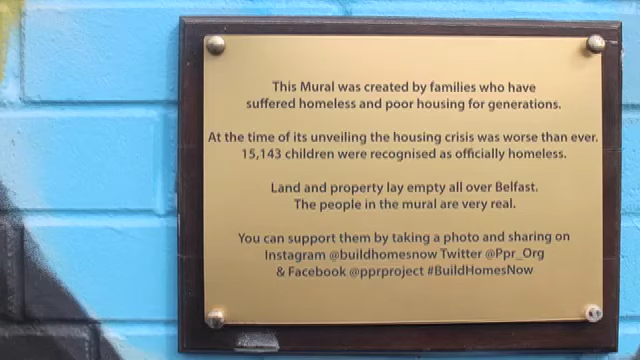 This Mural was created by families who have
suffered homeless and poor housing for generations.
At the time of its unveiling the housing crisis was worse than ever.
15,143 children were recognised as officially homeless.
Land and property lay empty all over Belfast.
The people in the mural are very real.
You can support them by taking a photo and sharing on
Instagram @buildhomesnow Twitter @Ppr_Org
& Facebook @pprproject #BuildHomesNow